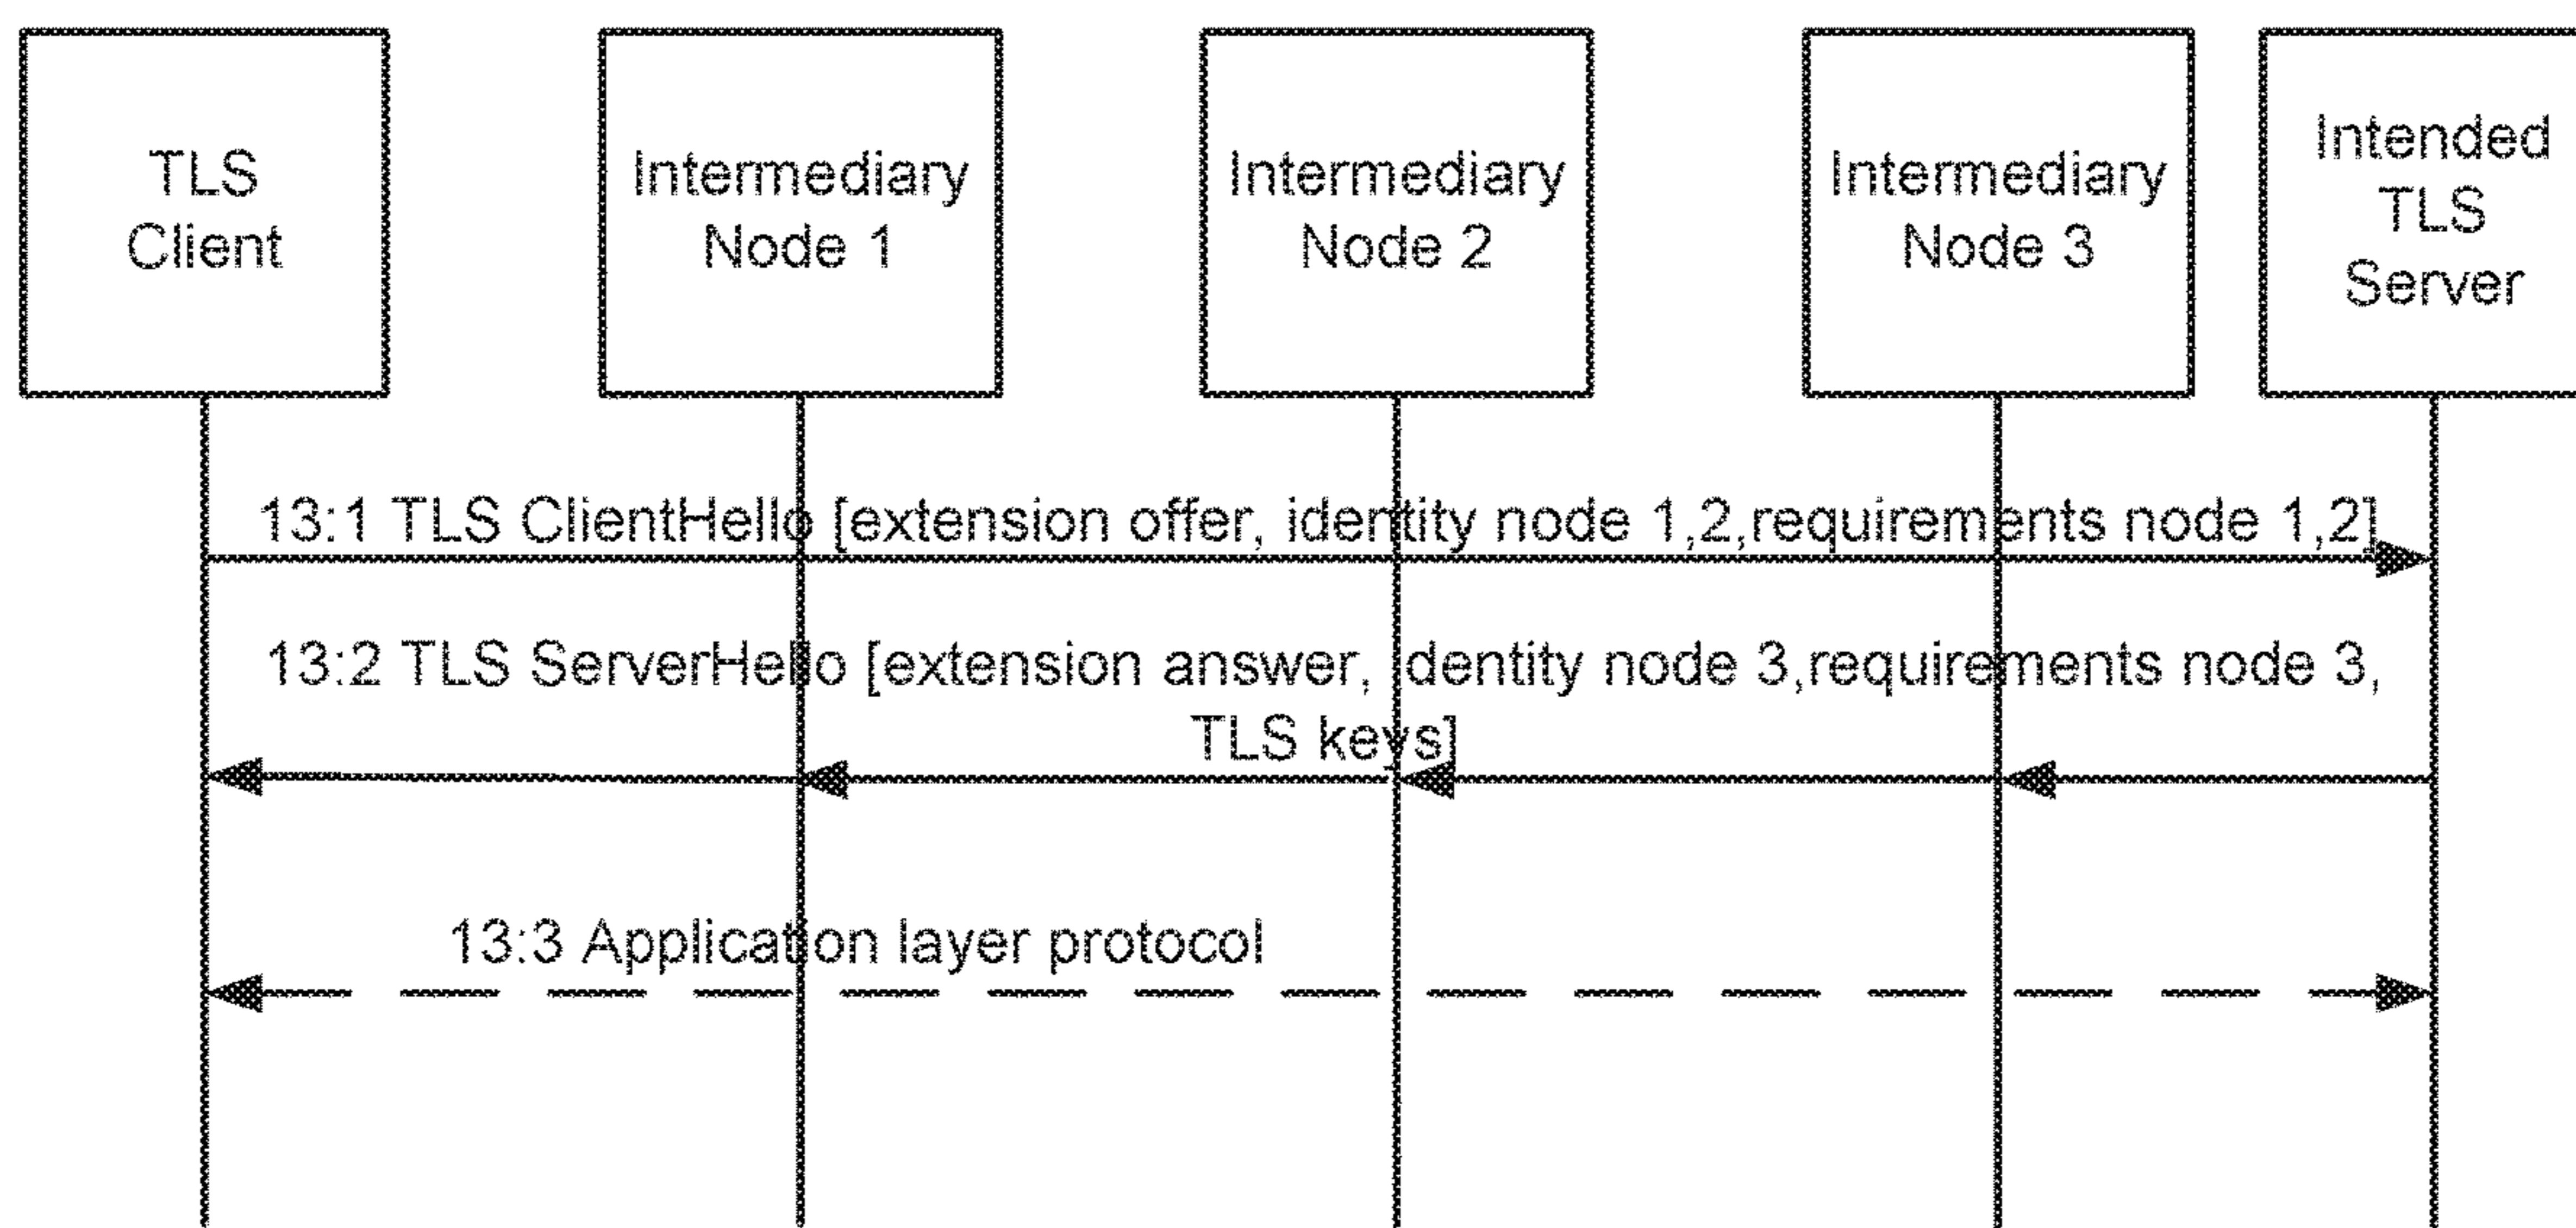 TLS
Client
Intermediary
Node 1
Intermediary
Node 2
Intermediary
Node 3
Intended
TLS
Server
13:1 TLS ClientHello [extension offer, identity node 1,2,requirements node 1,2]
13:2 TLS ServerHello [extension answer, identity node 3,requirements node 3,
TLS keys]
13:3 Application layer protocol